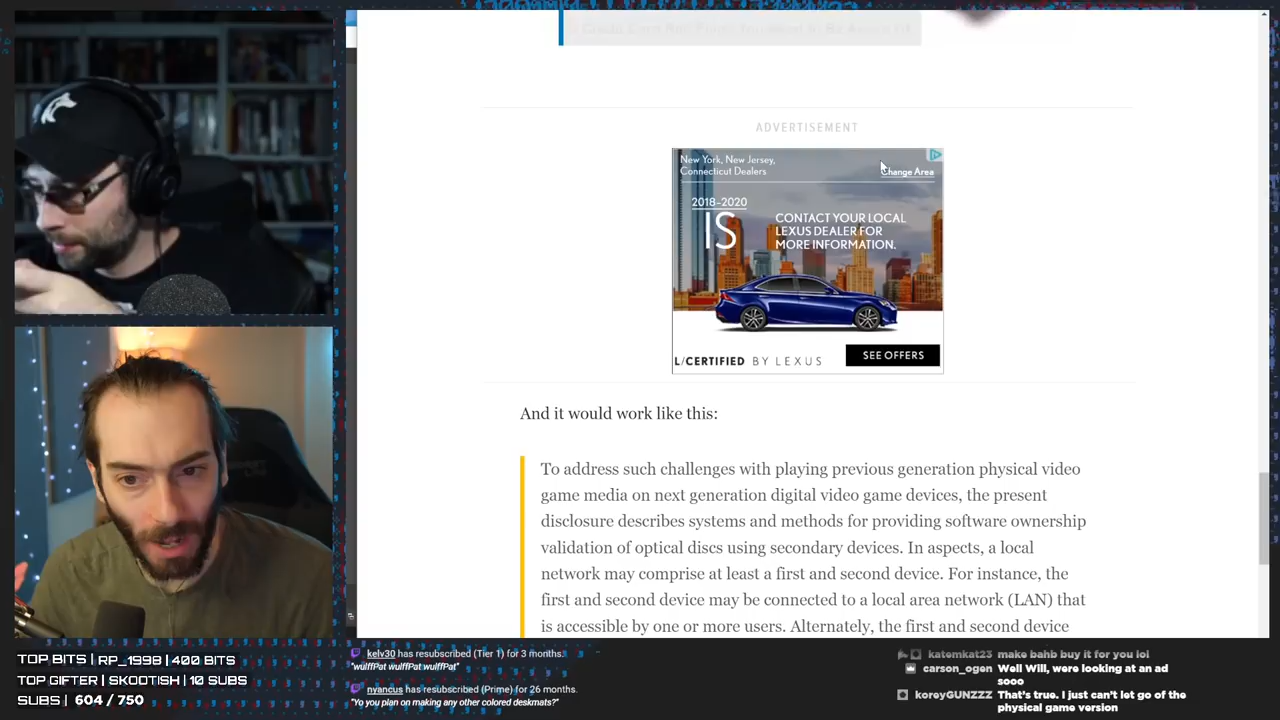 ADVERTISEMENT
New York, New Jersey,
Connecticut Dealers
Change Area
2018-2020
IS
CONTACT YOUR LOCAL
LEXUS DEALER FOR
MORE INFORMATION.
L/CERTIFIED BY LEXUS
SEE OFFERS
And it would work like this:
To address such challenges with playing previous generation physical video
game media on next generation digital video game devices, the present
disclosure describes systems and methods for providing software ownership
validation of optical discs using secondary devices. In aspects, a local
network may comprise at least a first and second device. For instance, the
first and second device may be connected to a local area network (LAN) that
is accessible by one or more users. Alternately, the first and second device
TOP BITS | RP_1998 | 400 BITS
TOP GIFTER | SKOOTISH | 10 SUBS
SUBS | 604 / 750
kelv30 has resubscribed (Tier 1) for 3 months.
"wulffPat wulffPat wulffPat"
nyancus has resubscribed (Prime) for 26 months.
"Yo you plan on making any other colored deskmats?"
katemkat23 make bahb buy it for you lol
carson_ogen Well Will, were looking at an ad
sooo
koreyGUNZZZ That's true. I just can't let go of the
physical game version